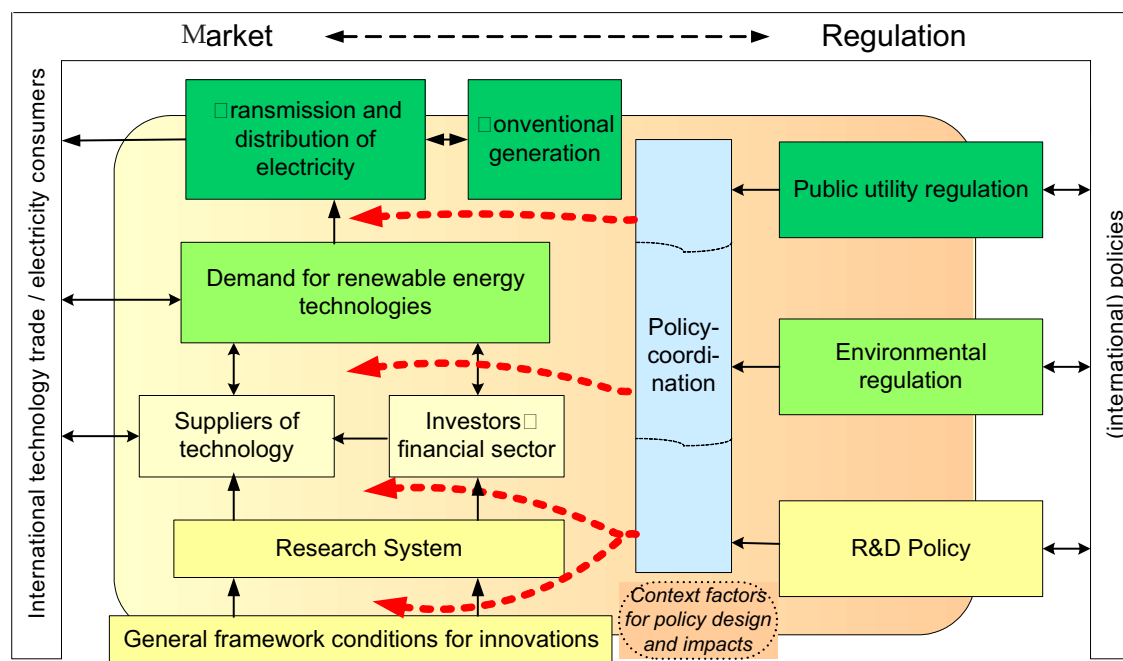 Market
Regulation
International technology trade / electricity consumers
□ransmission and
distribution of
electricity
□onventional
generation
Public utility regulation
Demand for renewable energy
technologies
Policy-
coordi-
nation
Environmental
regulation
Suppliers of
technology
Investors□
financial sector
Research System
R&D Policy
General framework conditions for innovations
Context factors
for policy design
and impacts
(international) policies